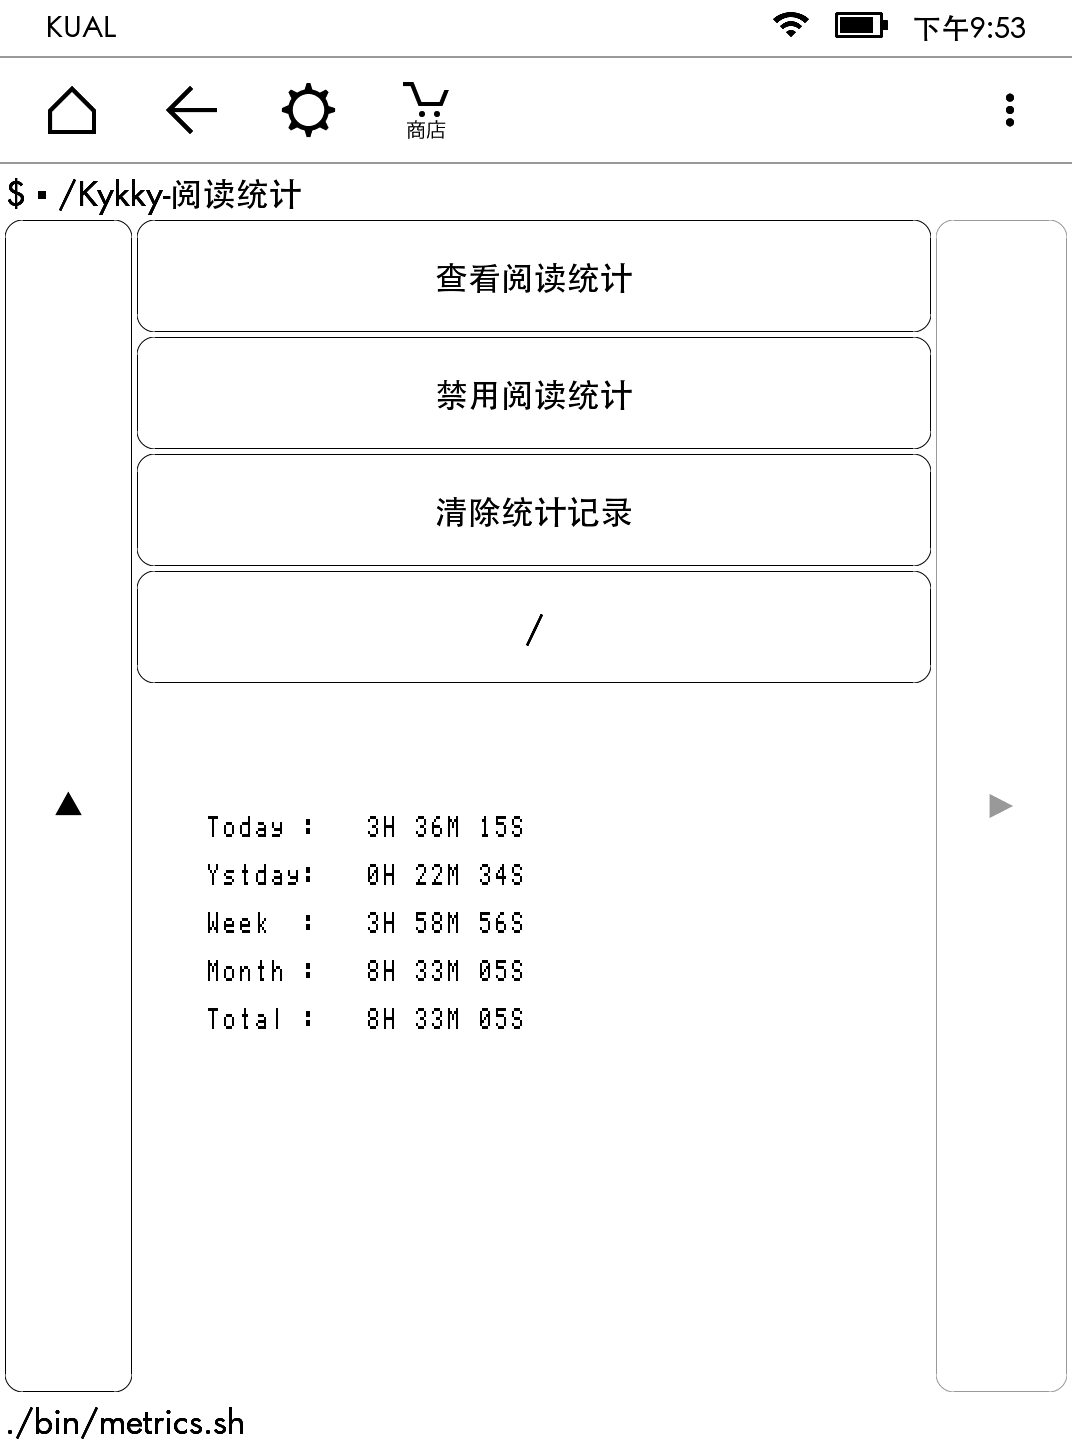 KUAL 下午9:53
商店
$ ▪ /Kykky-阅读统计
查看阅读统计
禁用阅读统计
清除统计记录
/
Today : 3H 36M 15S
Ystday: 0H 22M 34S
Week : 3H 58M 56S
Month : 8H 33M 05S
Total : 8H 33M 05S
./bin/metrics.sh